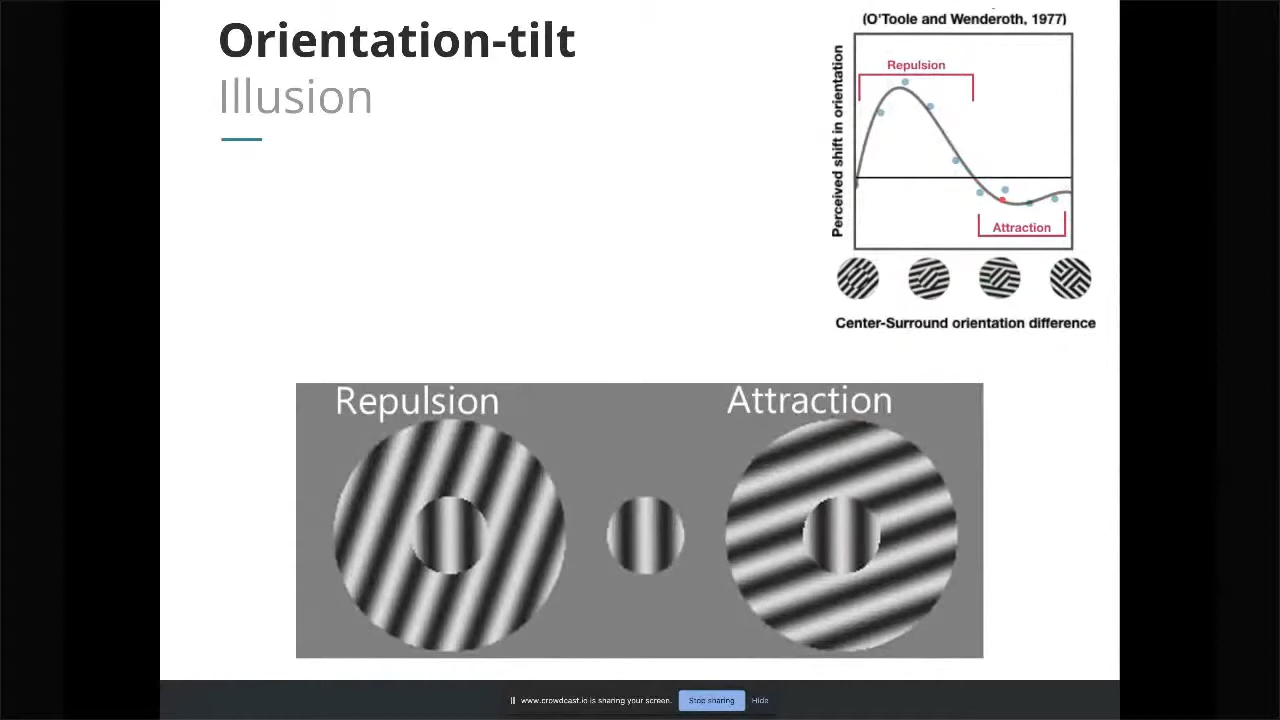 Orientation-tilt
Illusion
(O'Toole and Wenderoth, 1977)
Perceived shift in orientation
Repulsion
Attraction
Center-Surround orientation difference
Repulsion
Attraction
www.crowdcast.io is sharing your screen.
Stop sharing
Hide